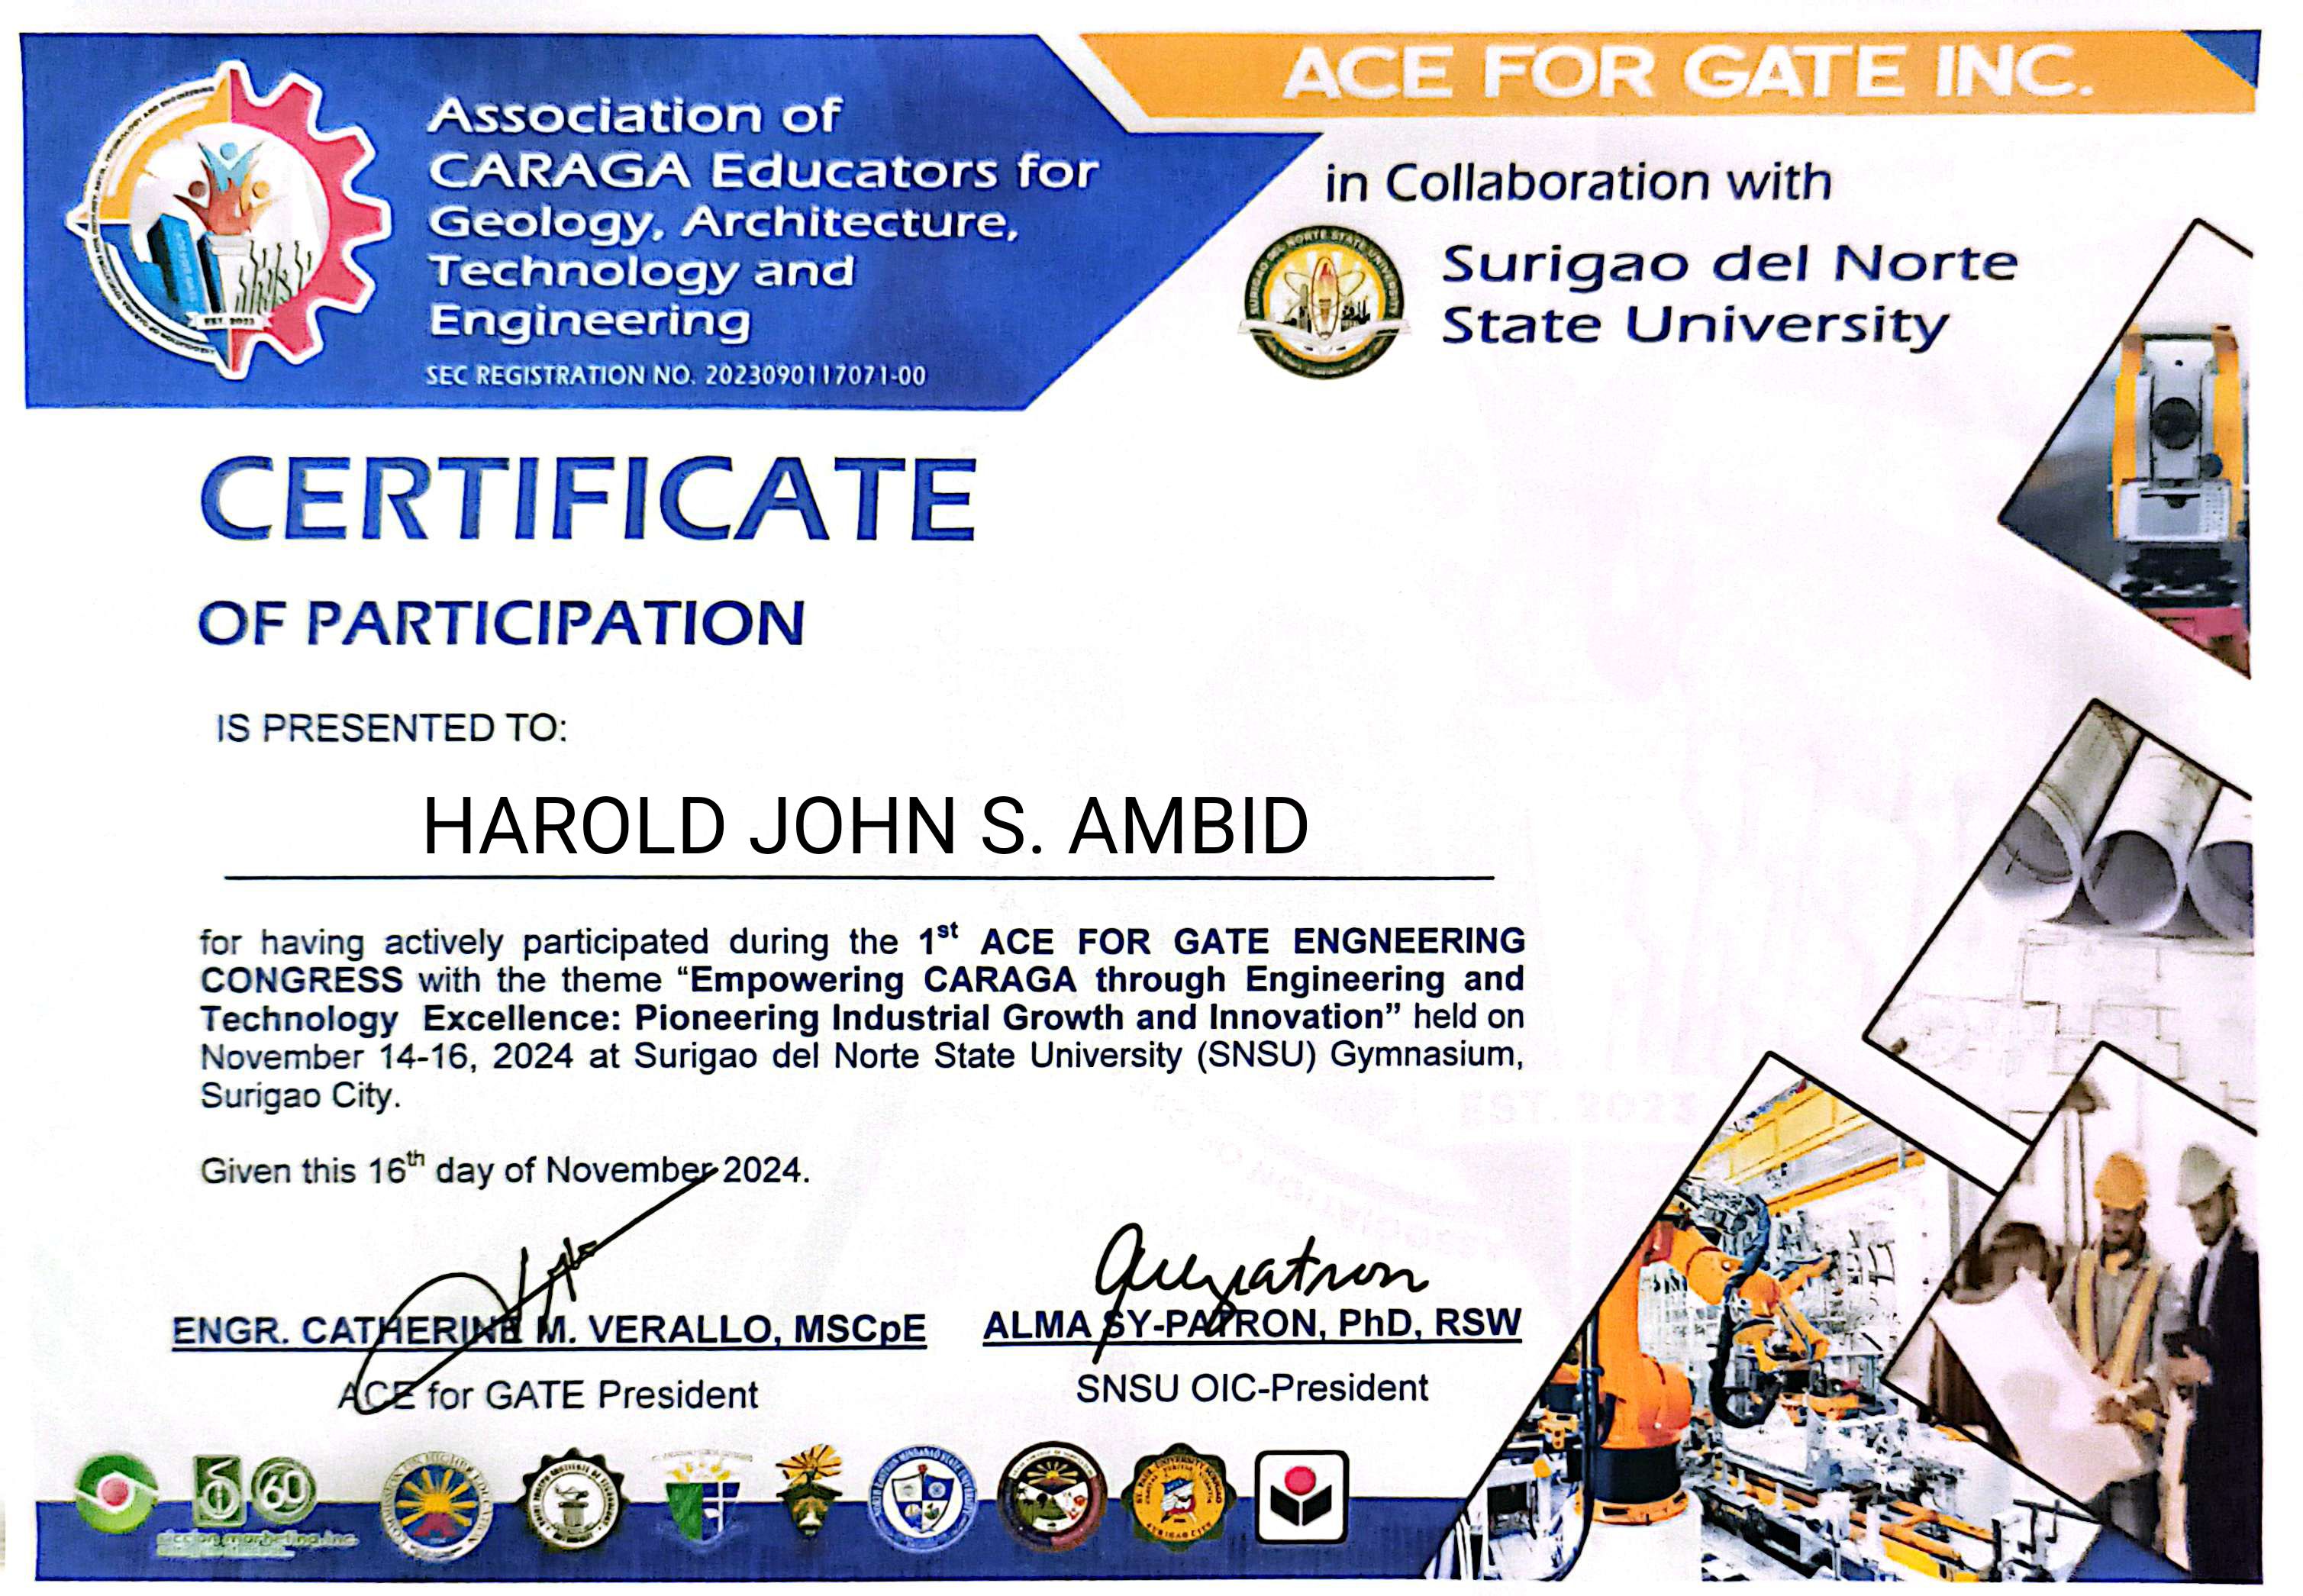 ACE FOR GATE INC.
Association of
CARAGA Educators for
Geology, Architecture,
Technology and
Engineering
SEC REGISTRATION NO. 2023090117071-00
EST. 2023
in Collaboration with
Surigao del Norte
State University
CERTIFICATE
OF PARTICIPATION
IS PRESENTED TO:
HAROLD JOHN S. AMBID
for having actively participated during the 1st ACE FOR GATE ENGNEERING
CONGRESS with the theme “Empowering CARAGA through Engineering and
Technology Excellence: Pioneering Industrial Growth and Innovation” held on
November 14-16, 2024 at Surigao del Norte State University (SNSU) Gymnasium,
Surigao City.
Given this 16th day of November 2024.
ENGR. CATHERINE M. VERALLO, MSCpE
ALMA SY-PATRON, PhD, RSW
ACE for GATE President
SNSU OIC-President
60